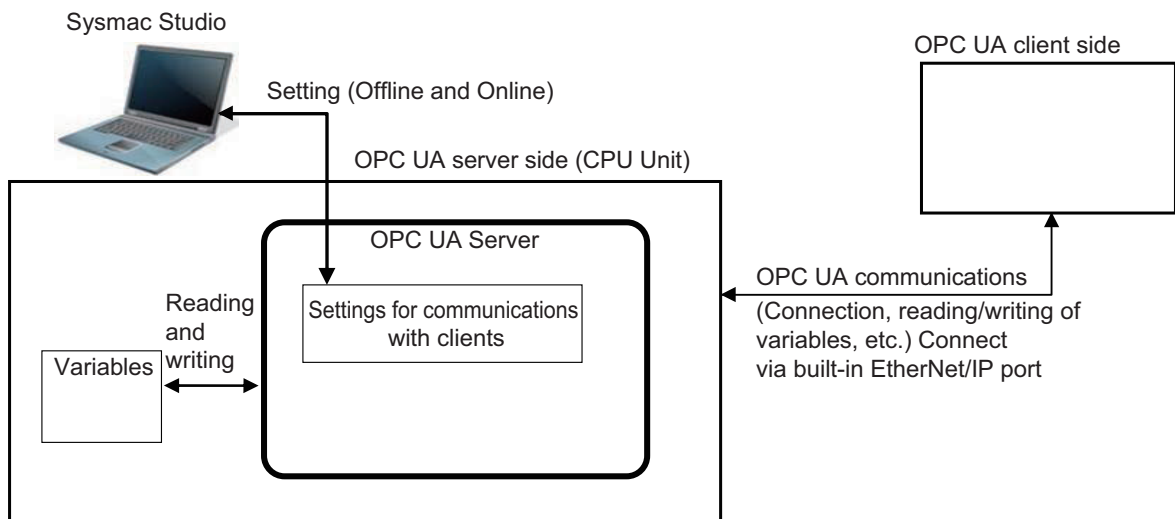 Sysmac Studio
OPC UA client side
Setting (Offline and Online)
OPC UA server side (CPU Unit)
OPC UA Server
Settings for communications
with clients
Reading
and
writing
Variables
OPC UA communications
(Connection, reading/writing of
variables, etc.) Connect
via built-in EtherNet/IP port